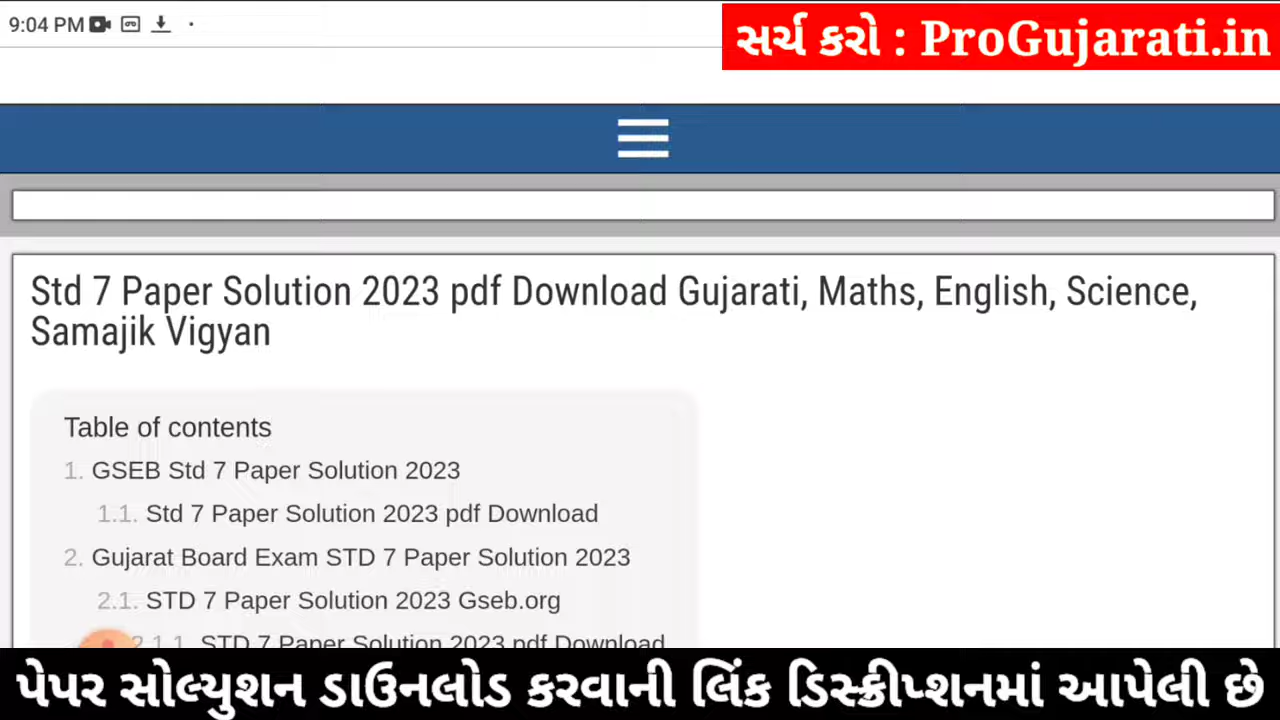 9:04 PM
સર્ચ કરો : ProGujarati.in
Std 7 Paper Solution 2023 pdf Download Gujarati, Maths, English, Science,
Samajik Vigyan
Table of contents
1. GSEB Std 7 Paper Solution 2023
1.1. Std 7 Paper Solution 2023 pdf Download
2. Gujarat Board Exam STD 7 Paper Solution 2023
2.1. STD 7 Paper Solution 2023 Gseb.org
2.1.1. STD 7 Paper Solution 2023 pdf Download
પેપર સોલ્યુશન ડાઉનલોડ કરવાની લિંક ડિસ્ક્રીપ્શનમાં આપેલી છે